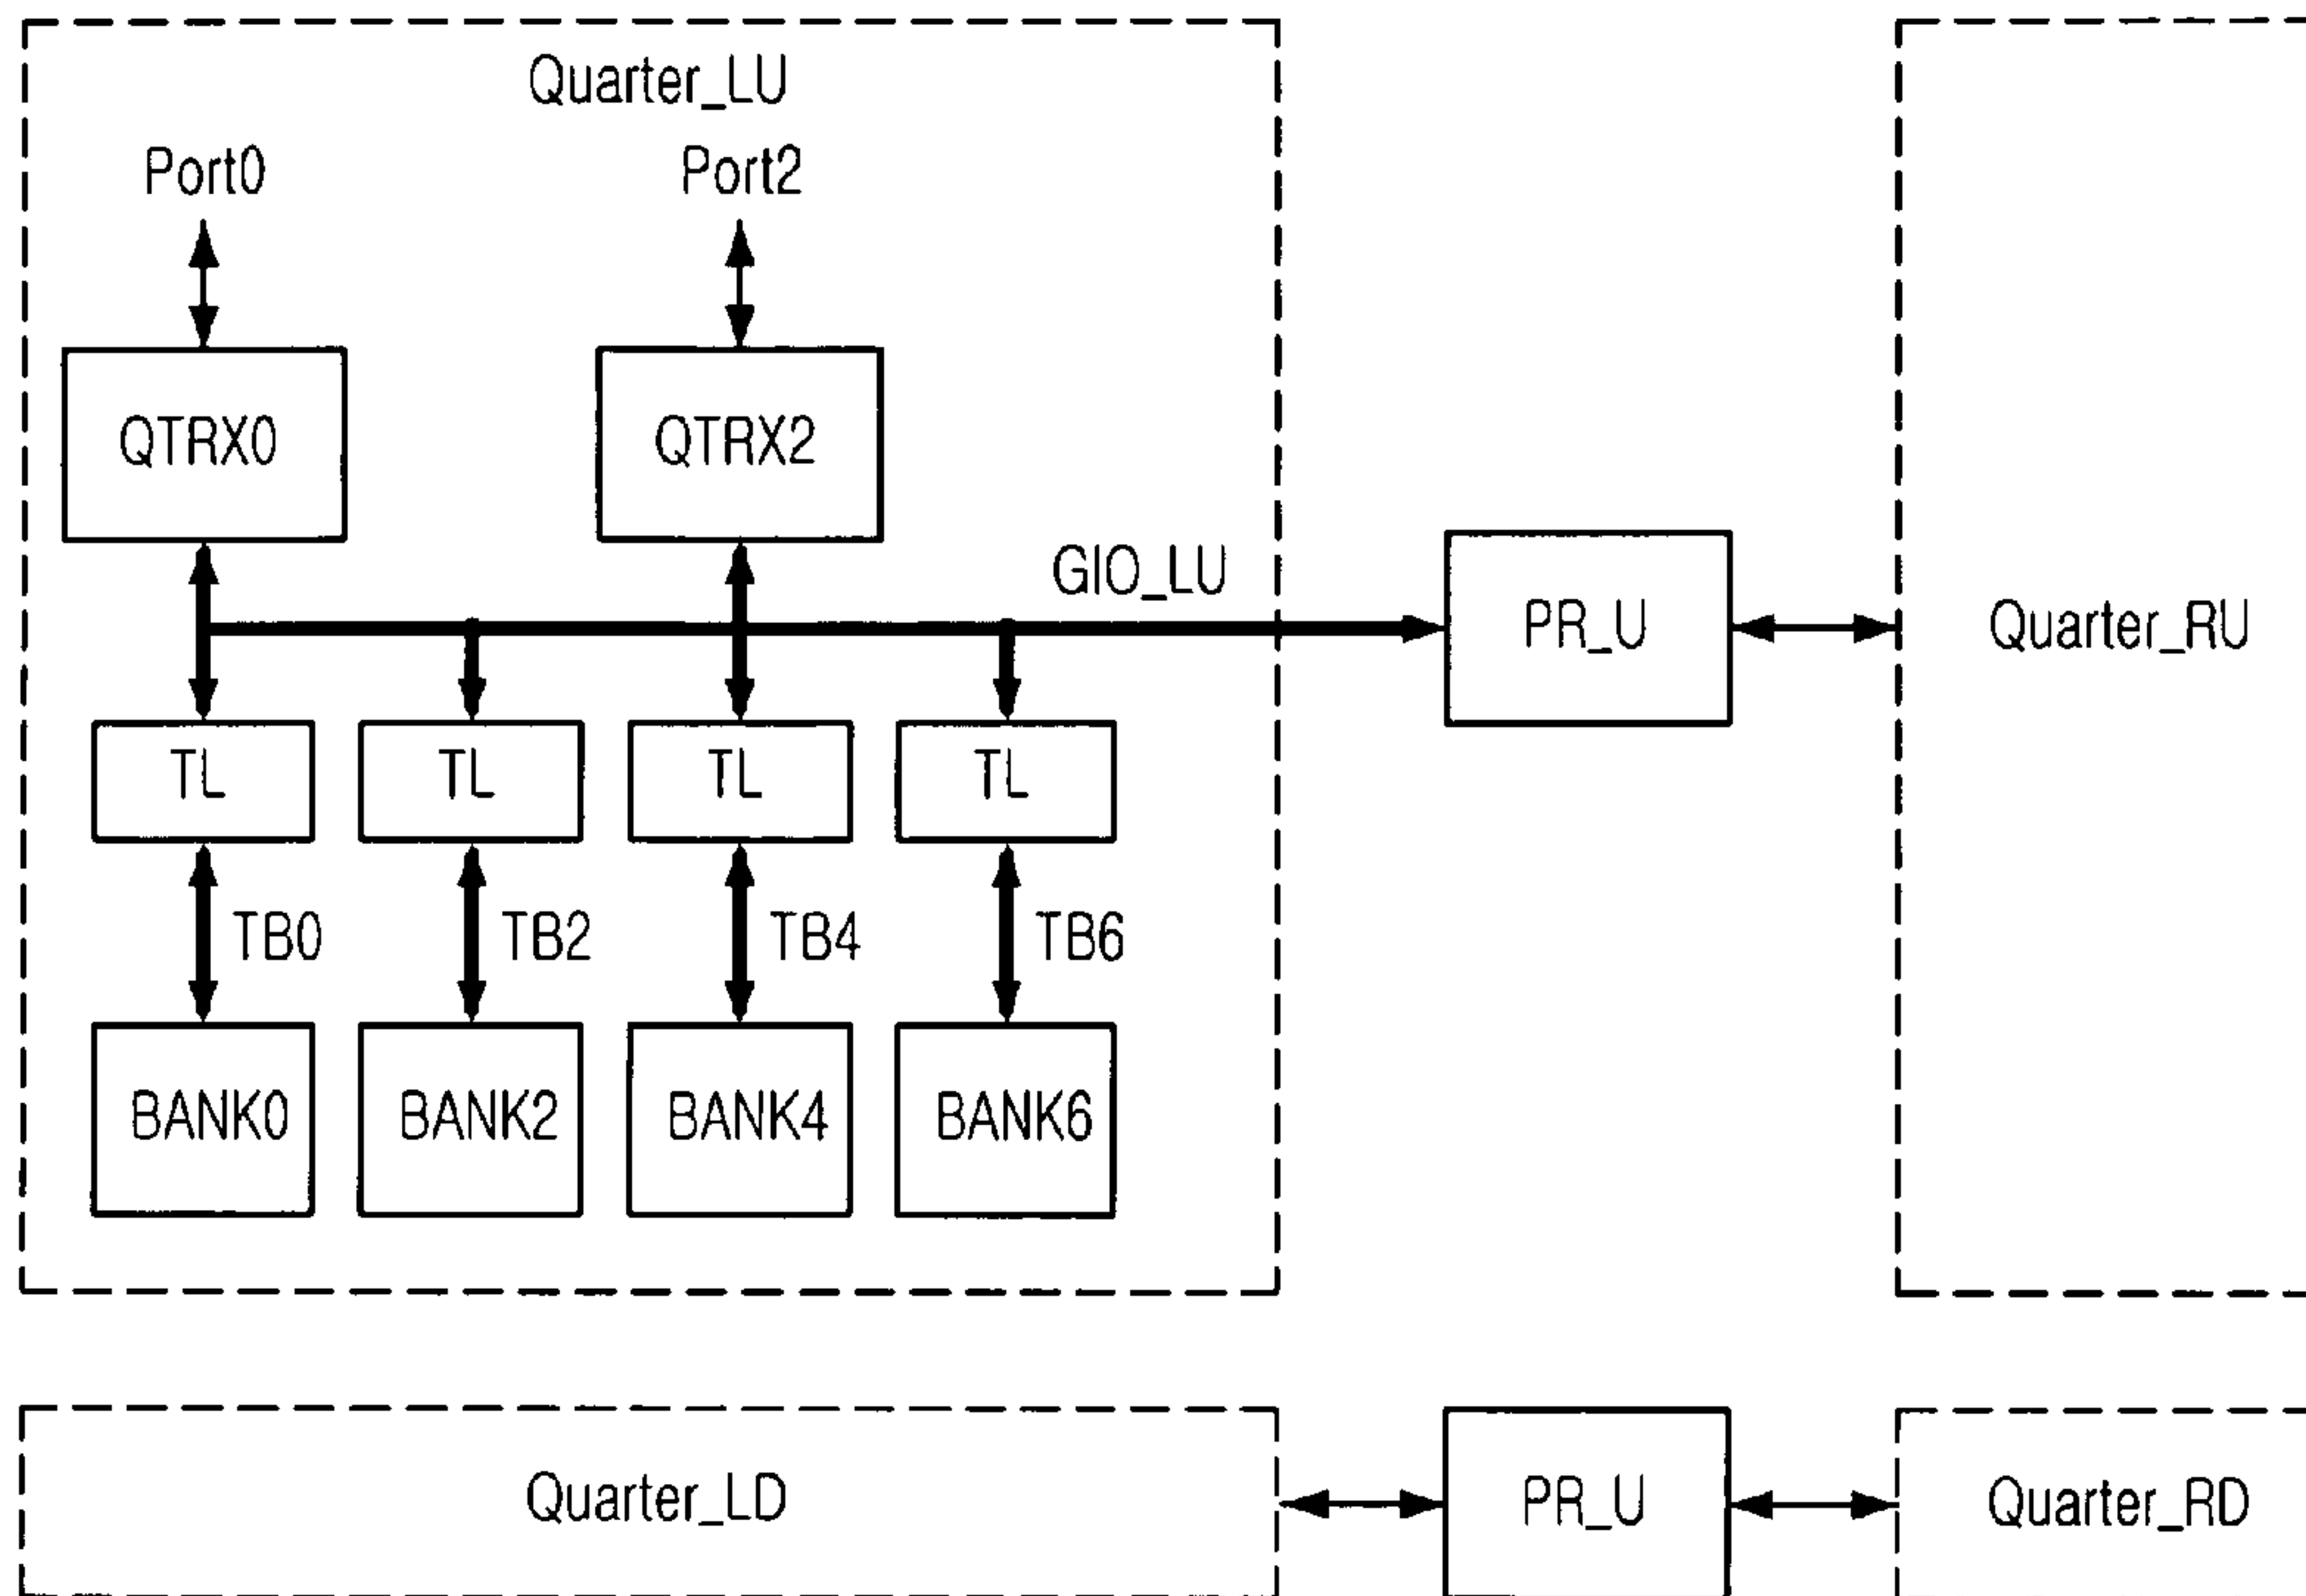 Quarter_LU
Port0 Port2
QTRX0 QTRX2
GIO_LU
PR_U
Quarter_RU
TL TL TL TL
TB0 TB2 TB4 TB6
BANK0 BANK2 BANK4 BANK6
Quarter_LD PR_U Quarter_RD